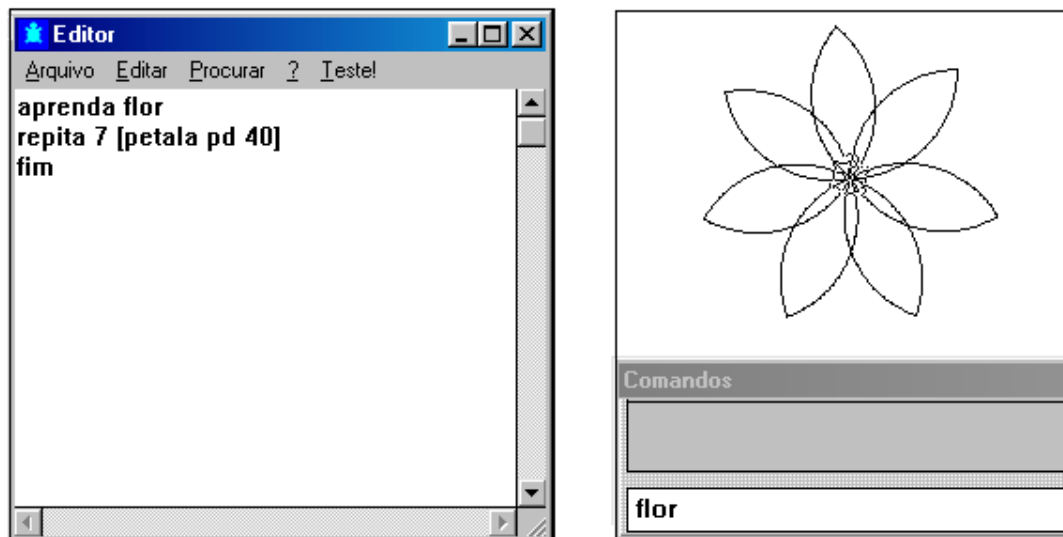 Editor
Arquivo Editar Procurar ? Teste!
aprenda flor
repita 7 [petala pd 40]
fim
Comandos
flor